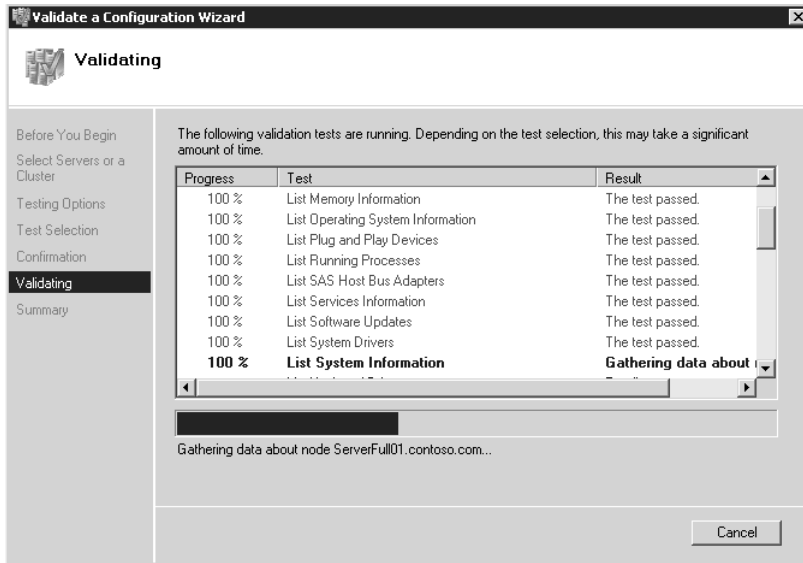 Validate a Configuration Wizard
Validating
Before You Begin
Select Servers or a
Cluster
Testing Options
Test Selection
Confirmation
Validating
Summary
The following validation tests are running. Depending on the test selection, this may take a significant
amount of time.
Progress Test Result
100 % List Memory Information The test passed.
100 % List Operating System Information The test passed.
100 % List Plug and Play Devices The test passed.
100 % List Running Processes The test passed.
100 % List SAS Host Bus Adapters The test passed.
100 % List Services Information The test passed.
100 % List Software Updates The test passed.
100 % List System Drivers The test passed.
100 % List System Information Gathering data about
Gathering data about node ServerFull01.contoso.com...
Cancel